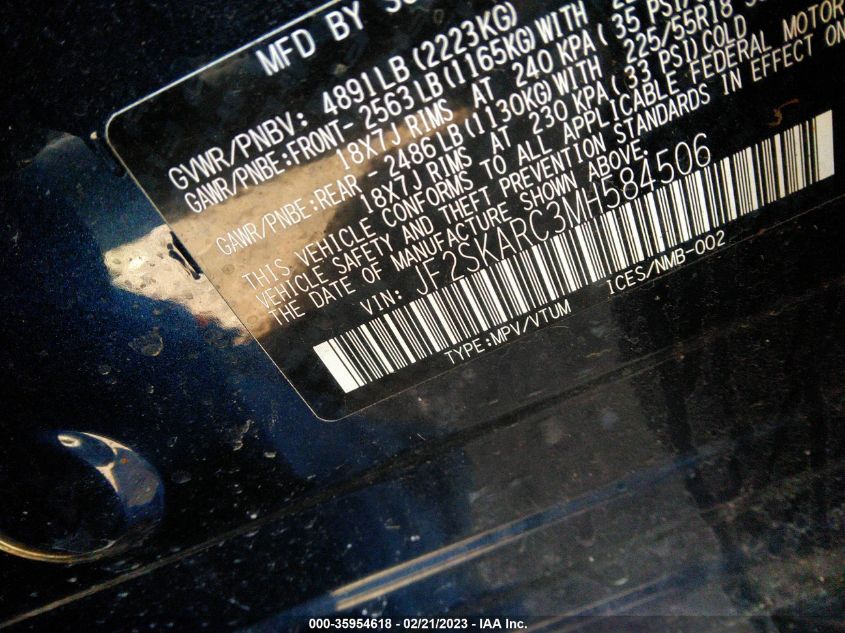 MFD BY
GVWR/PNBV: 4891LB (2223KG)
GAWR/PNBE:FRONT- 2563LB(1165KG)WITH
18X7J RIMS AT 240 KPA( 35 PSI)
GAWR/PNBE:REAR - 2486LB(1130KG)WITH 225/55R18
18X7J RIMS AT 230 KPA( 33 PSI)COLD
THIS VEHICLE CONFORMS TO ALL APPLICABLE FEDERAL MOTOR
VEHICLE SAFETY AND THEFT PREVENTION STANDARDS IN EFFECT ON
THE DATE OF MANUFACTURE SHOWN ABOVE.
VIN: JF2SKARC3MH584506
TYPE:MPV/VTUM ICES/NMB-002
000-35954618 - 02/21/2023 - IAA Inc.